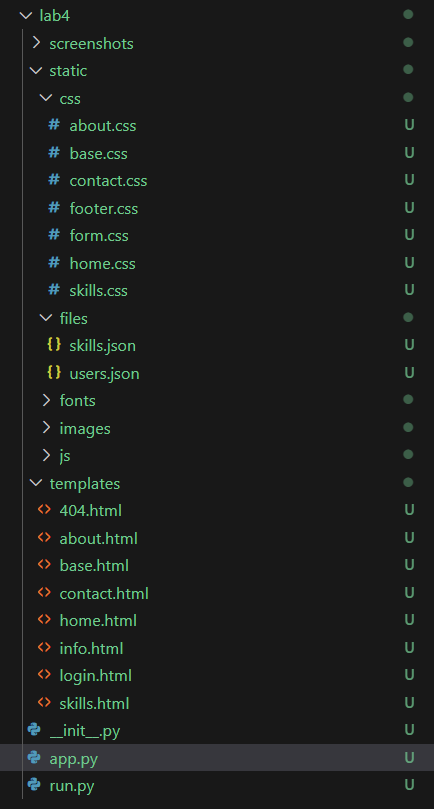 lab4
screenshots
static
css
# about.css U
# base.css U
# contact.css U
# footer.css U
# form.css U
# home.css U
# skills.css U
files
{} skills.json U
{} users.json U
fonts
images
js
templates
<> 404.html U
<> about.html U
<> base.html U
<> contact.html U
<> home.html U
<> info.html U
<> login.html U
<> skills.html U
__init__.py U
app.py U
run.py U